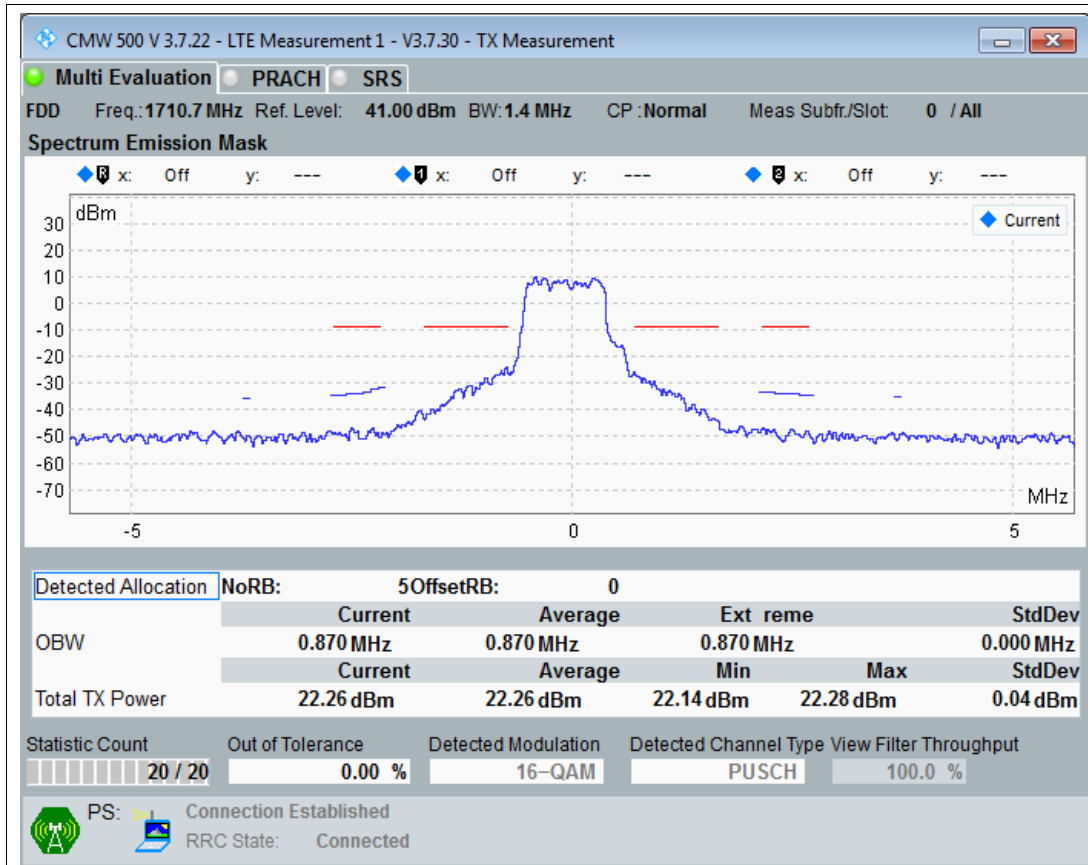 CMW 500 V 3.7.22 - LTE Measurement 1 - V3.7.30 - TX Measurement
Multi Evaluation PRACH SRS
FDD Freq.: 1710.7 MHz Ref. Level: 41.00 dBm BW: 1.4 MHz CP : Normal Meas Subfr./Slot: 0 / All
Spectrum Emission Mask
R x: Off y: --- 1 x: Off y: --- 2 x: Off y: ---
dBm
Current
30
20
10
0
-10
-20
-30
-40
-50
-60
-70
MHz
-5 0 5
Detected Allocation NoRB: 5 OffsetRB: 0
Current Average Ext reme StdDev
OBW 0.870 MHz 0.870 MHz 0.870 MHz 0.000 MHz
Current Average Min Max StdDev
Total TX Power 22.26 dBm 22.26 dBm 22.14 dBm 22.28 dBm 0.04 dBm
Statistic Count Out of Tolerance Detected Modulation Detected Channel Type View Filter Throughput
20 / 20 0.00 % 16-QAM PUSCH 100.0 %
PS: Connection Established
RRC State: Connected